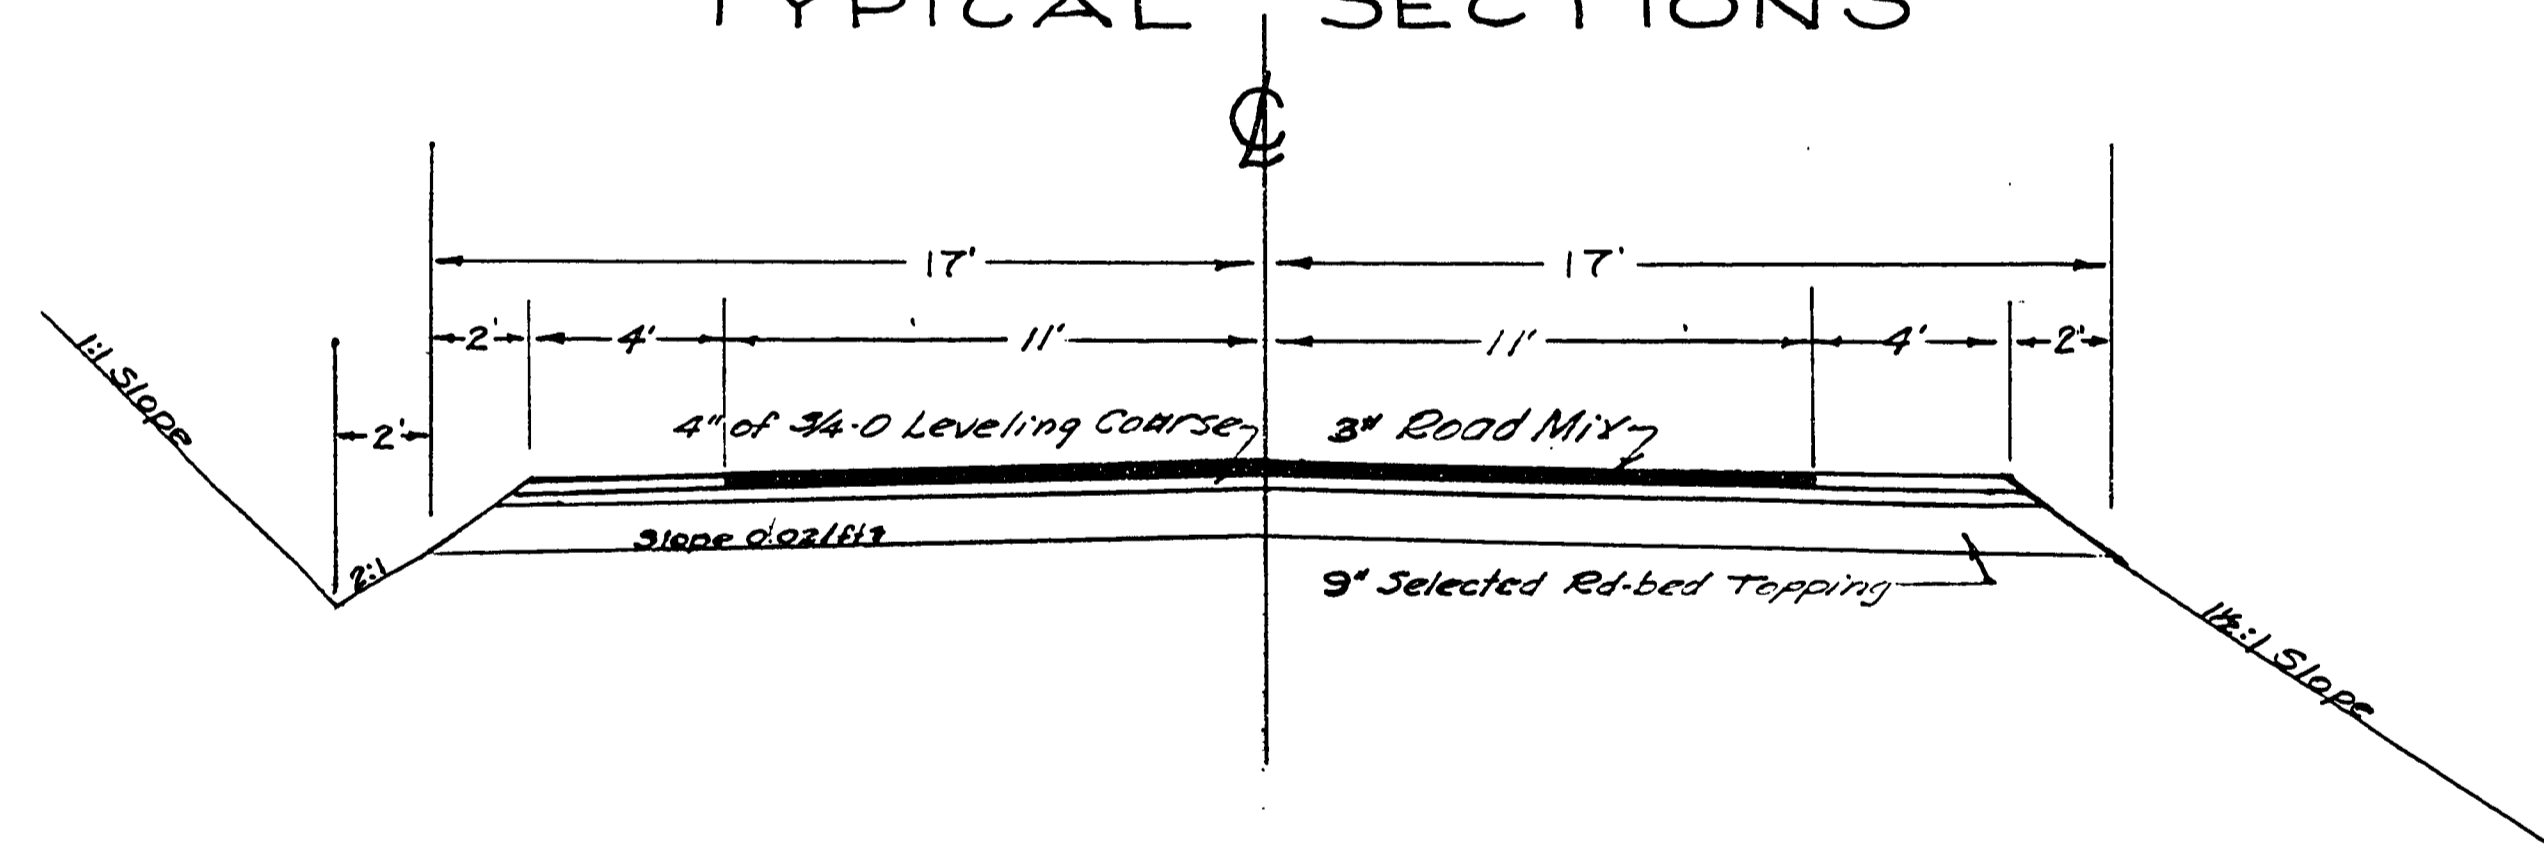 TYPICAL SECTIONS
℄
17' 17'
2' 4' 11' 11' 4' 2'
1:1 Slope
2'
4" of 3/4-0 Leveling Coarse
3" Road Mix
Slope 0.02/ft
2:1
9" Selected Rd-bed Topping
1½:1 Slope